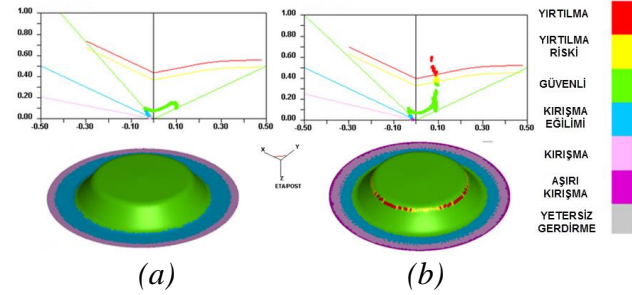 1.00
0.80
0.60
0.40
0.20
0.00
-0.50 -0.30 -0.10 0.10 0.30 0.50
1.00
0.80
0.60
0.40
0.20
0.00
-0.50 -0.30 -0.10 0.10 0.30 0.50
YIRTILMA
YIRTILMA
RİSKİ
GÜVENLİ
KIRIŞMA
EĞİLİMİ
KIRIŞMA
AŞIRI
KIRIŞMA
YETERSİZ
GERDİRME
X Y
Z
ETAPOST
(a) (b)